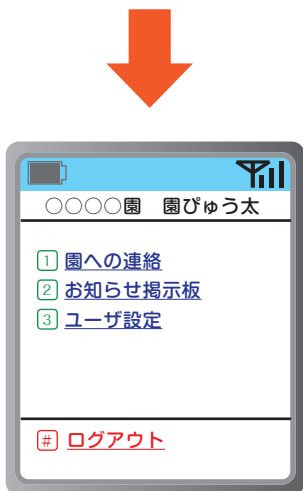 ○○○○園 園ぴゅう太
1 園への連絡
2 お知らせ掲示板
3 ユーザ設定
# ログアウト